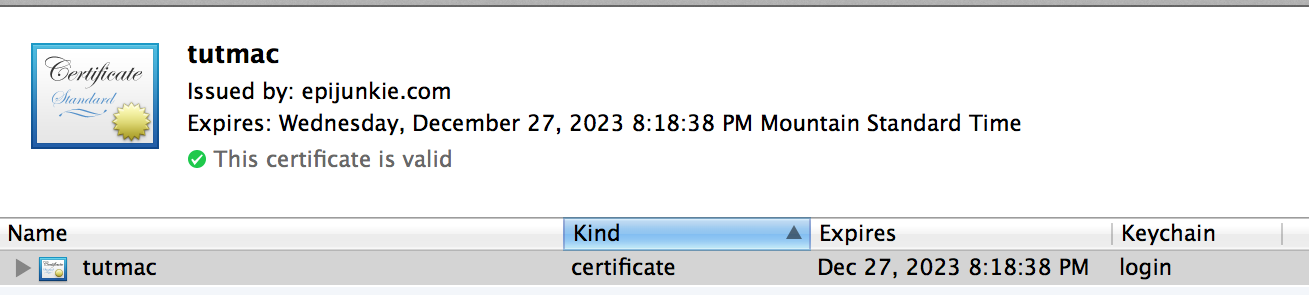 Certificate
Standard
tutmac
Issued by: epijunkie.com
Expires: Wednesday, December 27, 2023 8:18:38 PM Mountain Standard Time
This certificate is valid
Name Kind Expires Keychain
tutmac certificate Dec 27, 2023 8:18:38 PM login